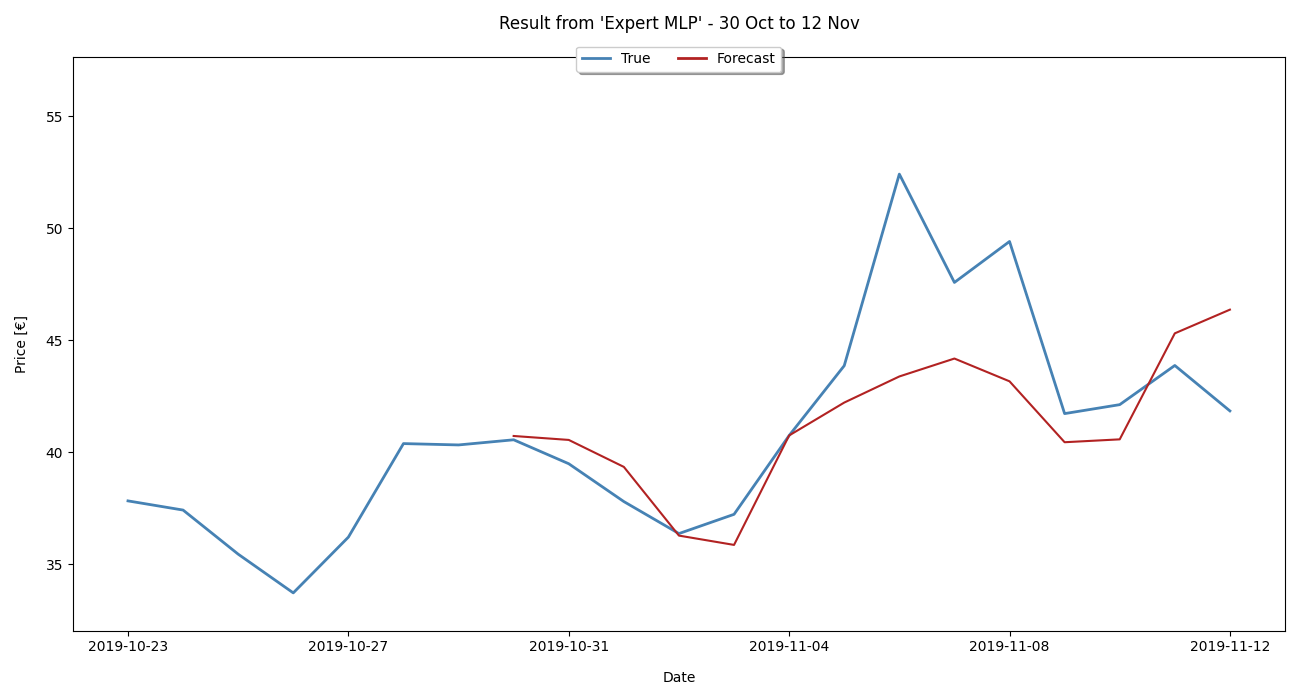 Result from 'Expert MLP' - 30 Oct to 12 Nov
True Forecast
55
50
45
40
35
Price [€]
2019-10-23 2019-10-27 2019-10-31 2019-11-04 2019-11-08 2019-11-12
Date